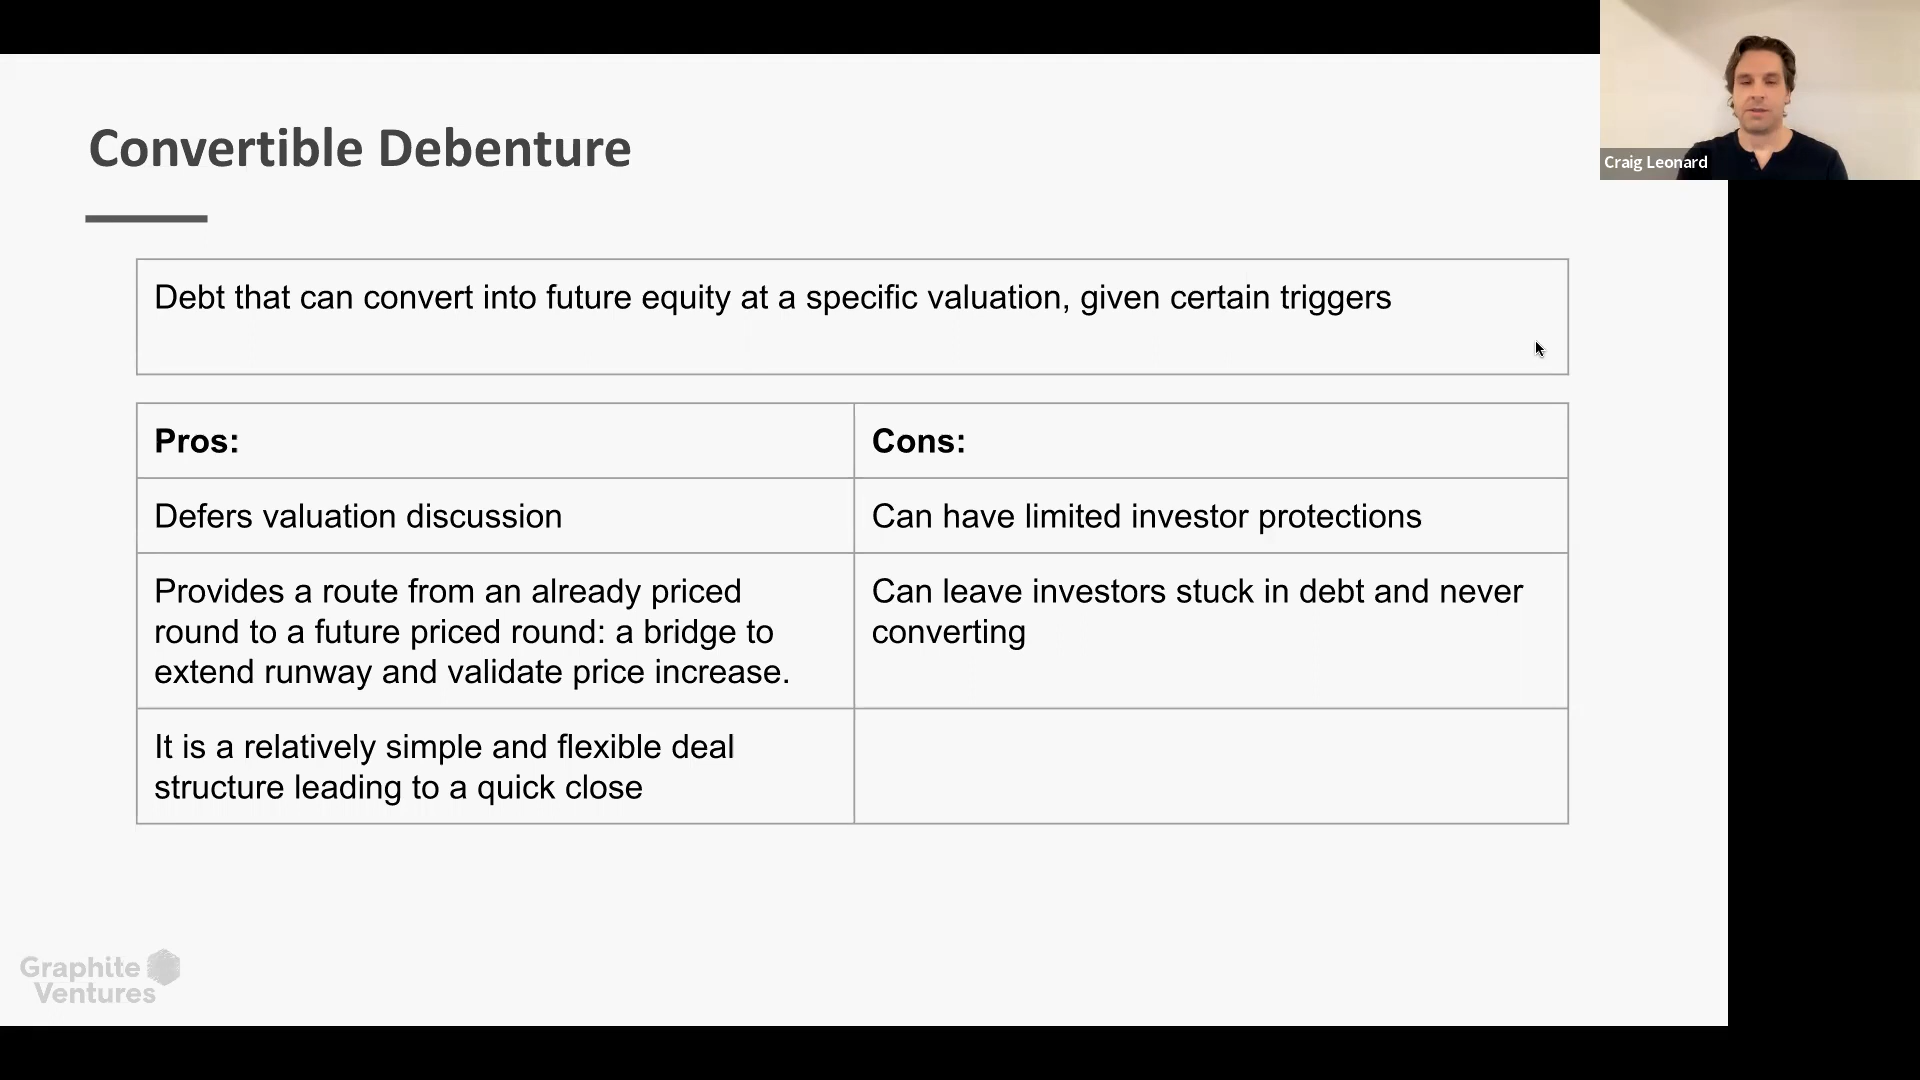 Convertible Debenture
Craig Leonard
Debt that can convert into future equity at a specific valuation, given certain triggers
Pros:
Cons:
Defers valuation discussion
Can have limited investor protections
Provides a route from an already priced
round to a future priced round: a bridge to
extend runway and validate price increase.
Can leave investors stuck in debt and never
converting
It is a relatively simple and flexible deal
structure leading to a quick close
Graphite
Ventures